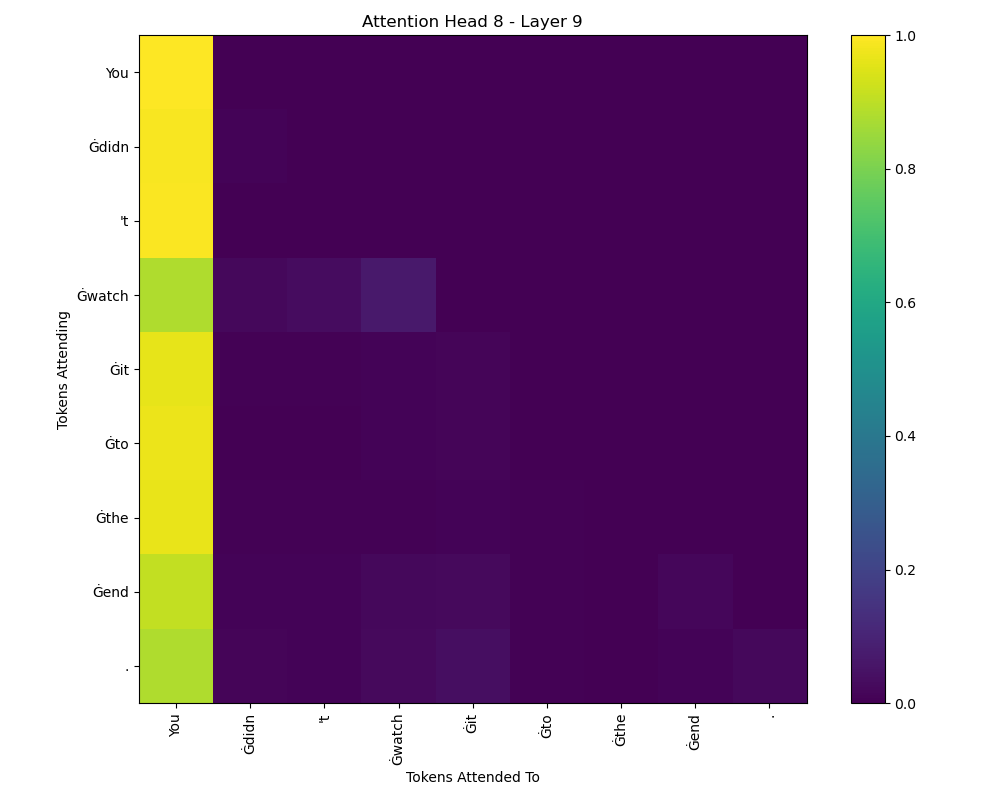 Attention Head 8 - Layer 9
Tokens Attending
You
Ġdidn
't
Ġwatch
Ġit
Ġto
Ġthe
Ġend
.
You
Ġdidn
't
Ġwatch
Ġit
Ġto
Ġthe
Ġend
.
Tokens Attended To
1.0
0.8
0.6
0.4
0.2
0.0